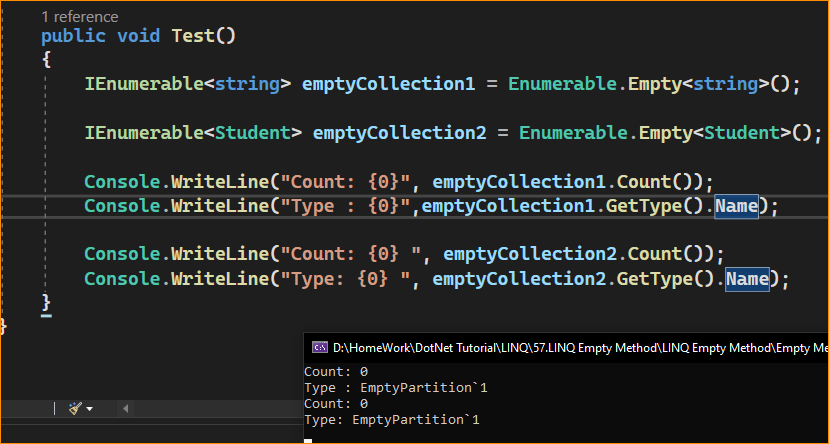 1 reference
public void Test()
{
IEnumerable<string> emptyCollection1 = Enumerable.Empty<string>();
IEnumerable<Student> emptyCollection2 = Enumerable.Empty<Student>();
Console.WriteLine("Count: {0}", emptyCollection1.Count());
Console.WriteLine("Type : {0}",emptyCollection1.GetType().Name);
Console.WriteLine("Count: {0} ", emptyCollection2.Count());
Console.WriteLine("Type: {0} ", emptyCollection2.GetType().Name);
}
}
D:\HomeWork\DotNet Tutorial\LINQ\57.LINQ Empty Method\LINQ Empty Method\Empty Me
Count: 0
Type : EmptyPartition`1
Count: 0
Type: EmptyPartition`1